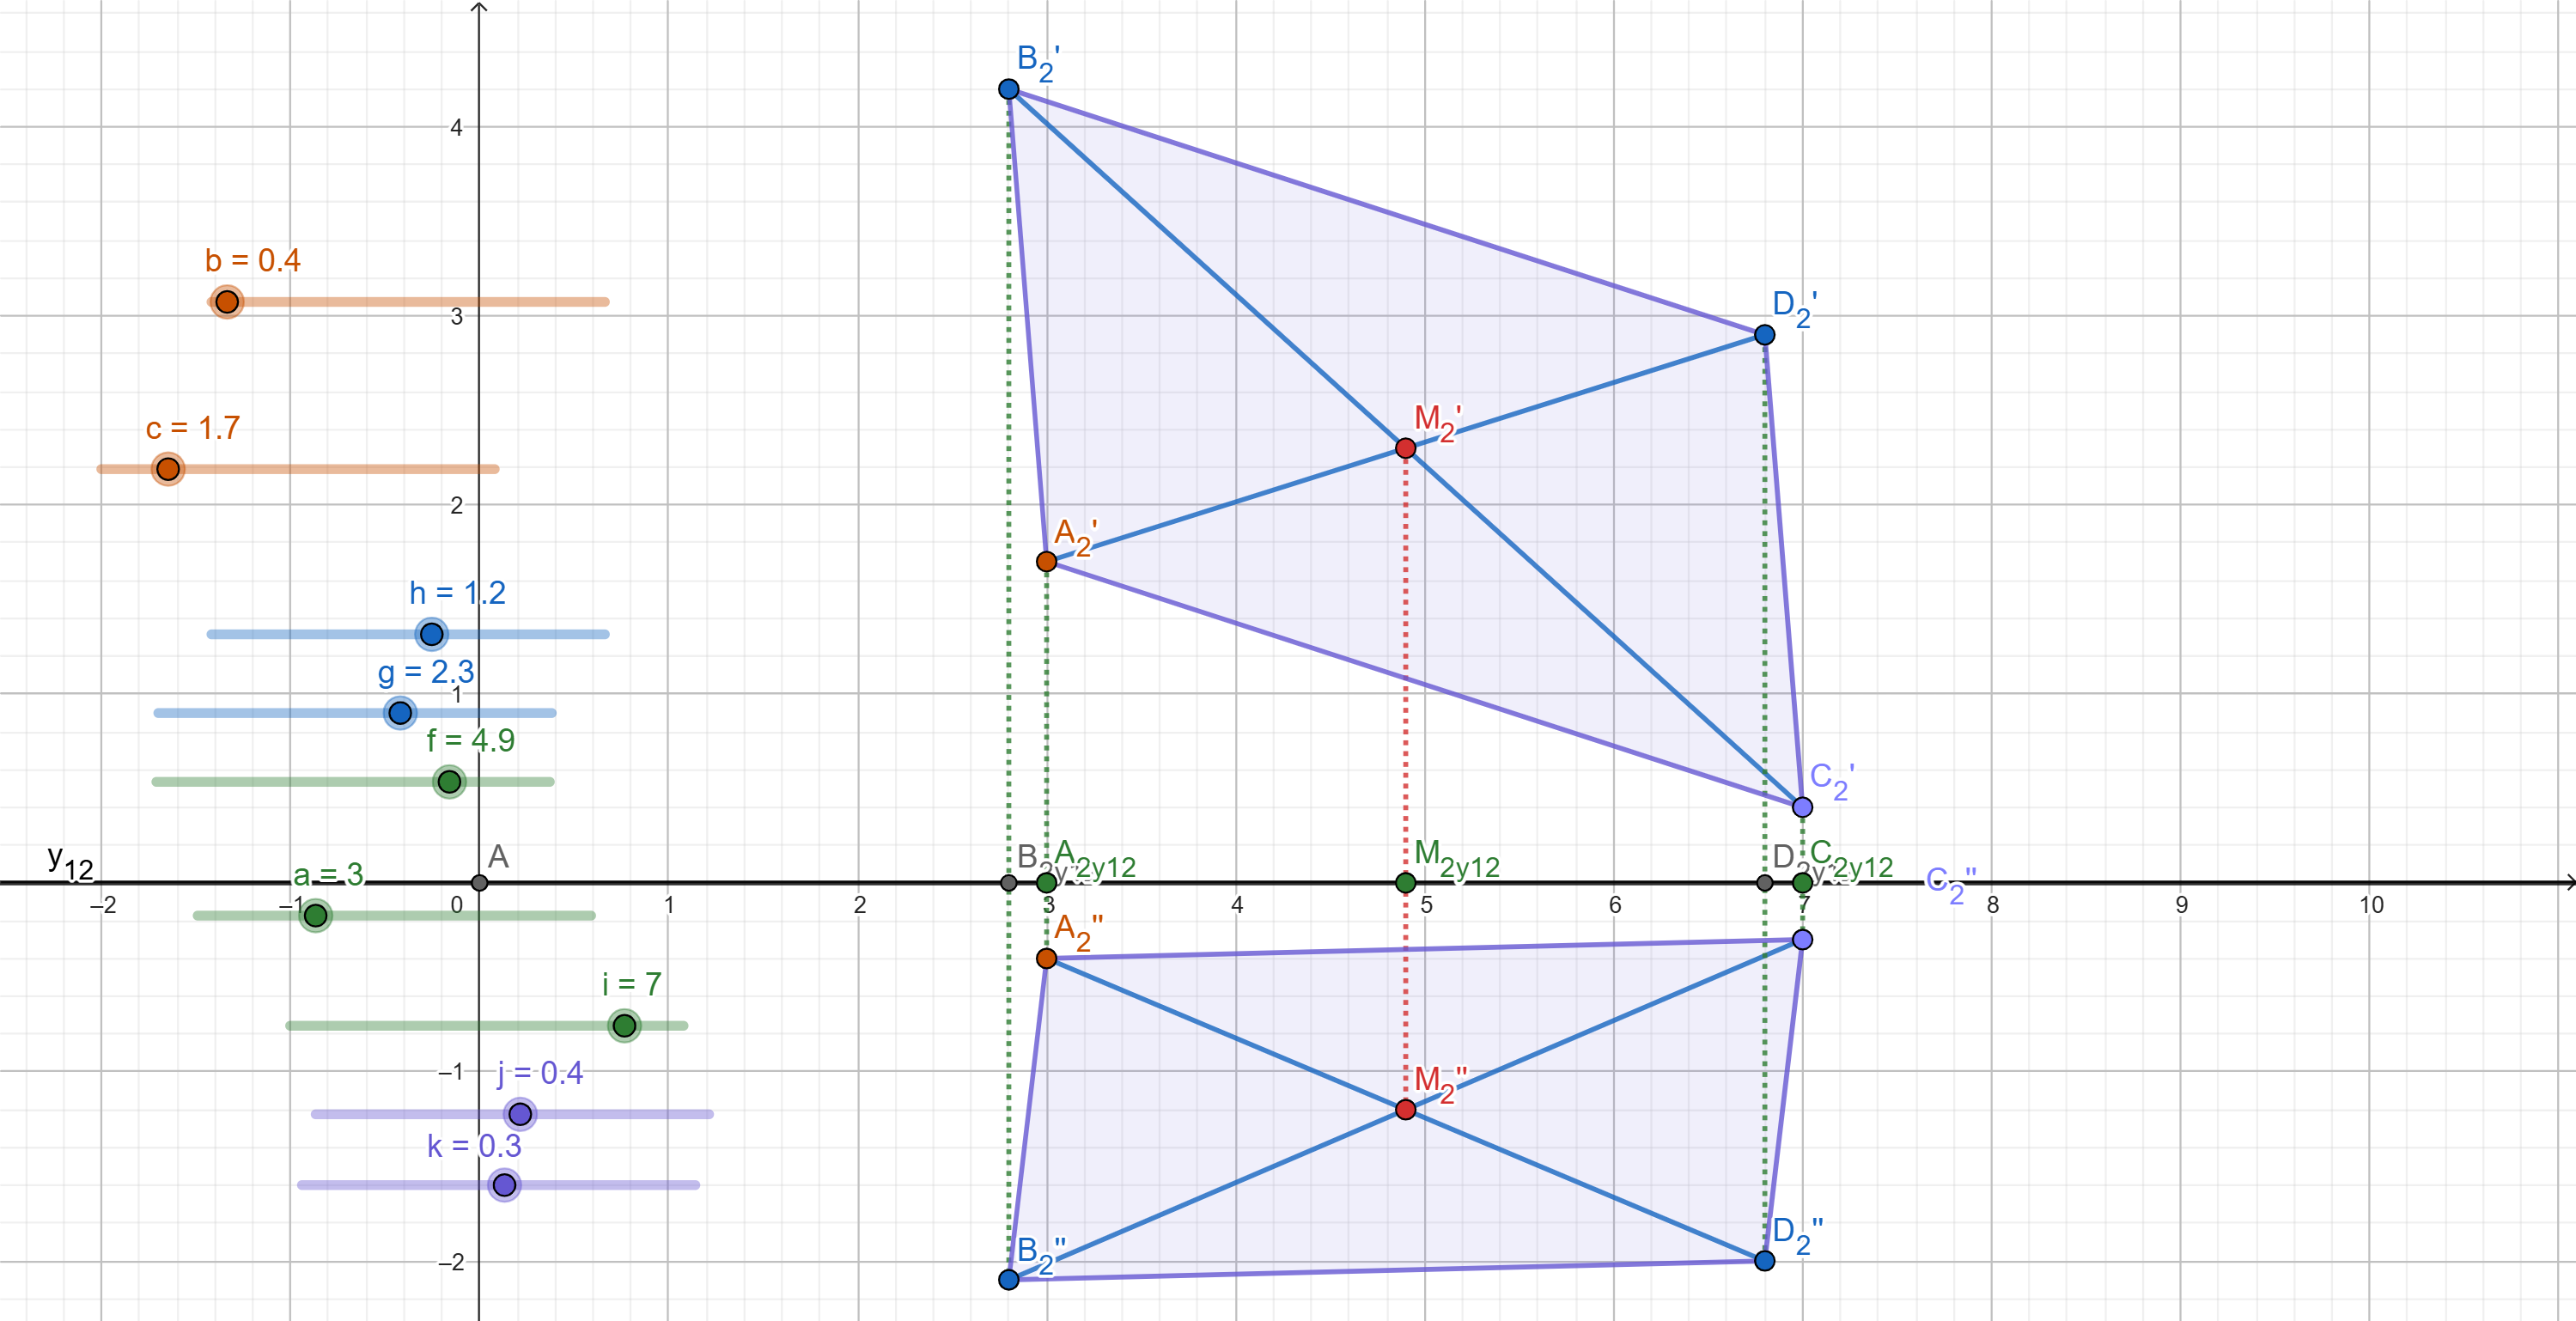 B₂'
4
b = 0.4
3
D₂'
c = 1.7
M₂'
2
A₂'
h = 1.2
g = 2.3
1
f = 4.9
C₂'
y₁₂
a = 3
A
B₂y₁₂
A₂y₁₂
M₂y₁₂
D₂y₁₂
C₂y₁₂
C₂"
–2 –1 0 1 2 3 4 5 6 7 8 9 10
A₂"
i = 7
–1
j = 0.4
M₂"
k = 0.3
–2
B₂"
D₂"